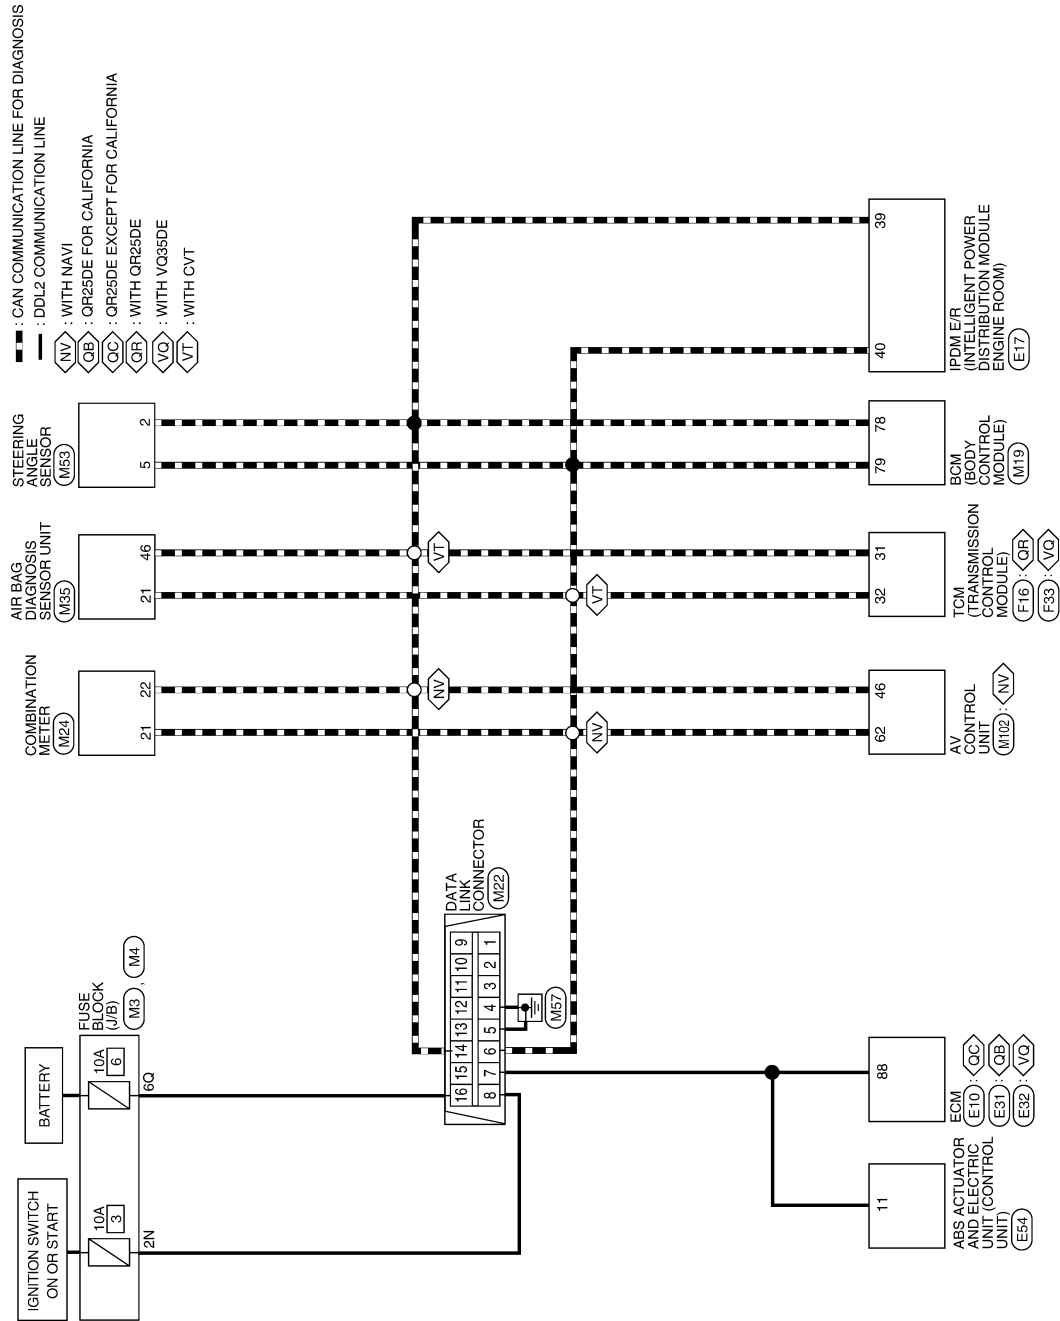 IGNITION SWITCH
ON OR START
BATTERY
10A
3
10A
6
2N
6Q
FUSE
BLOCK
(J/B)
M3 , M4
COMBINATION
METER
M24
21
22
AIR BAG
DIAGNOSIS
SENSOR UNIT
M35
21
46
STEERING
ANGLE
SENSOR
M53
5
2
: CAN COMMUNICATION LINE FOR DIAGNOSIS
: DDL2 COMMUNICATION LINE
NV : WITH NAVI
QB : QR25DE FOR CALIFORNIA
QC : QR25DE EXCEPT FOR CALIFORNIA
QR : WITH QR25DE
VQ : WITH VQ35DE
VT : WITH CVT
NV
VT
DATA
LINK
CONNECTOR
M22
16 15 14 13 12 11 10 9
8 7 6 5 4 3 2 1
M57
NV
VT
11
ABS ACTUATOR
AND ELECTRIC
UNIT (CONTROL
UNIT)
E54
88
ECM
E10 : QC
E31 : QB
E32 : VQ
62
46
AV
CONTROL
UNIT
M102 : NV
32
31
TCM
(TRANSMISSION
CONTROL
MODULE)
F16 : QR
F33 : VQ
79
78
BCM
(BODY
CONTROL
MODULE)
M19
40
39
IPDM E/R
(INTELLIGENT POWER
DISTRIBUTION MODULE
ENGINE ROOM)
E17